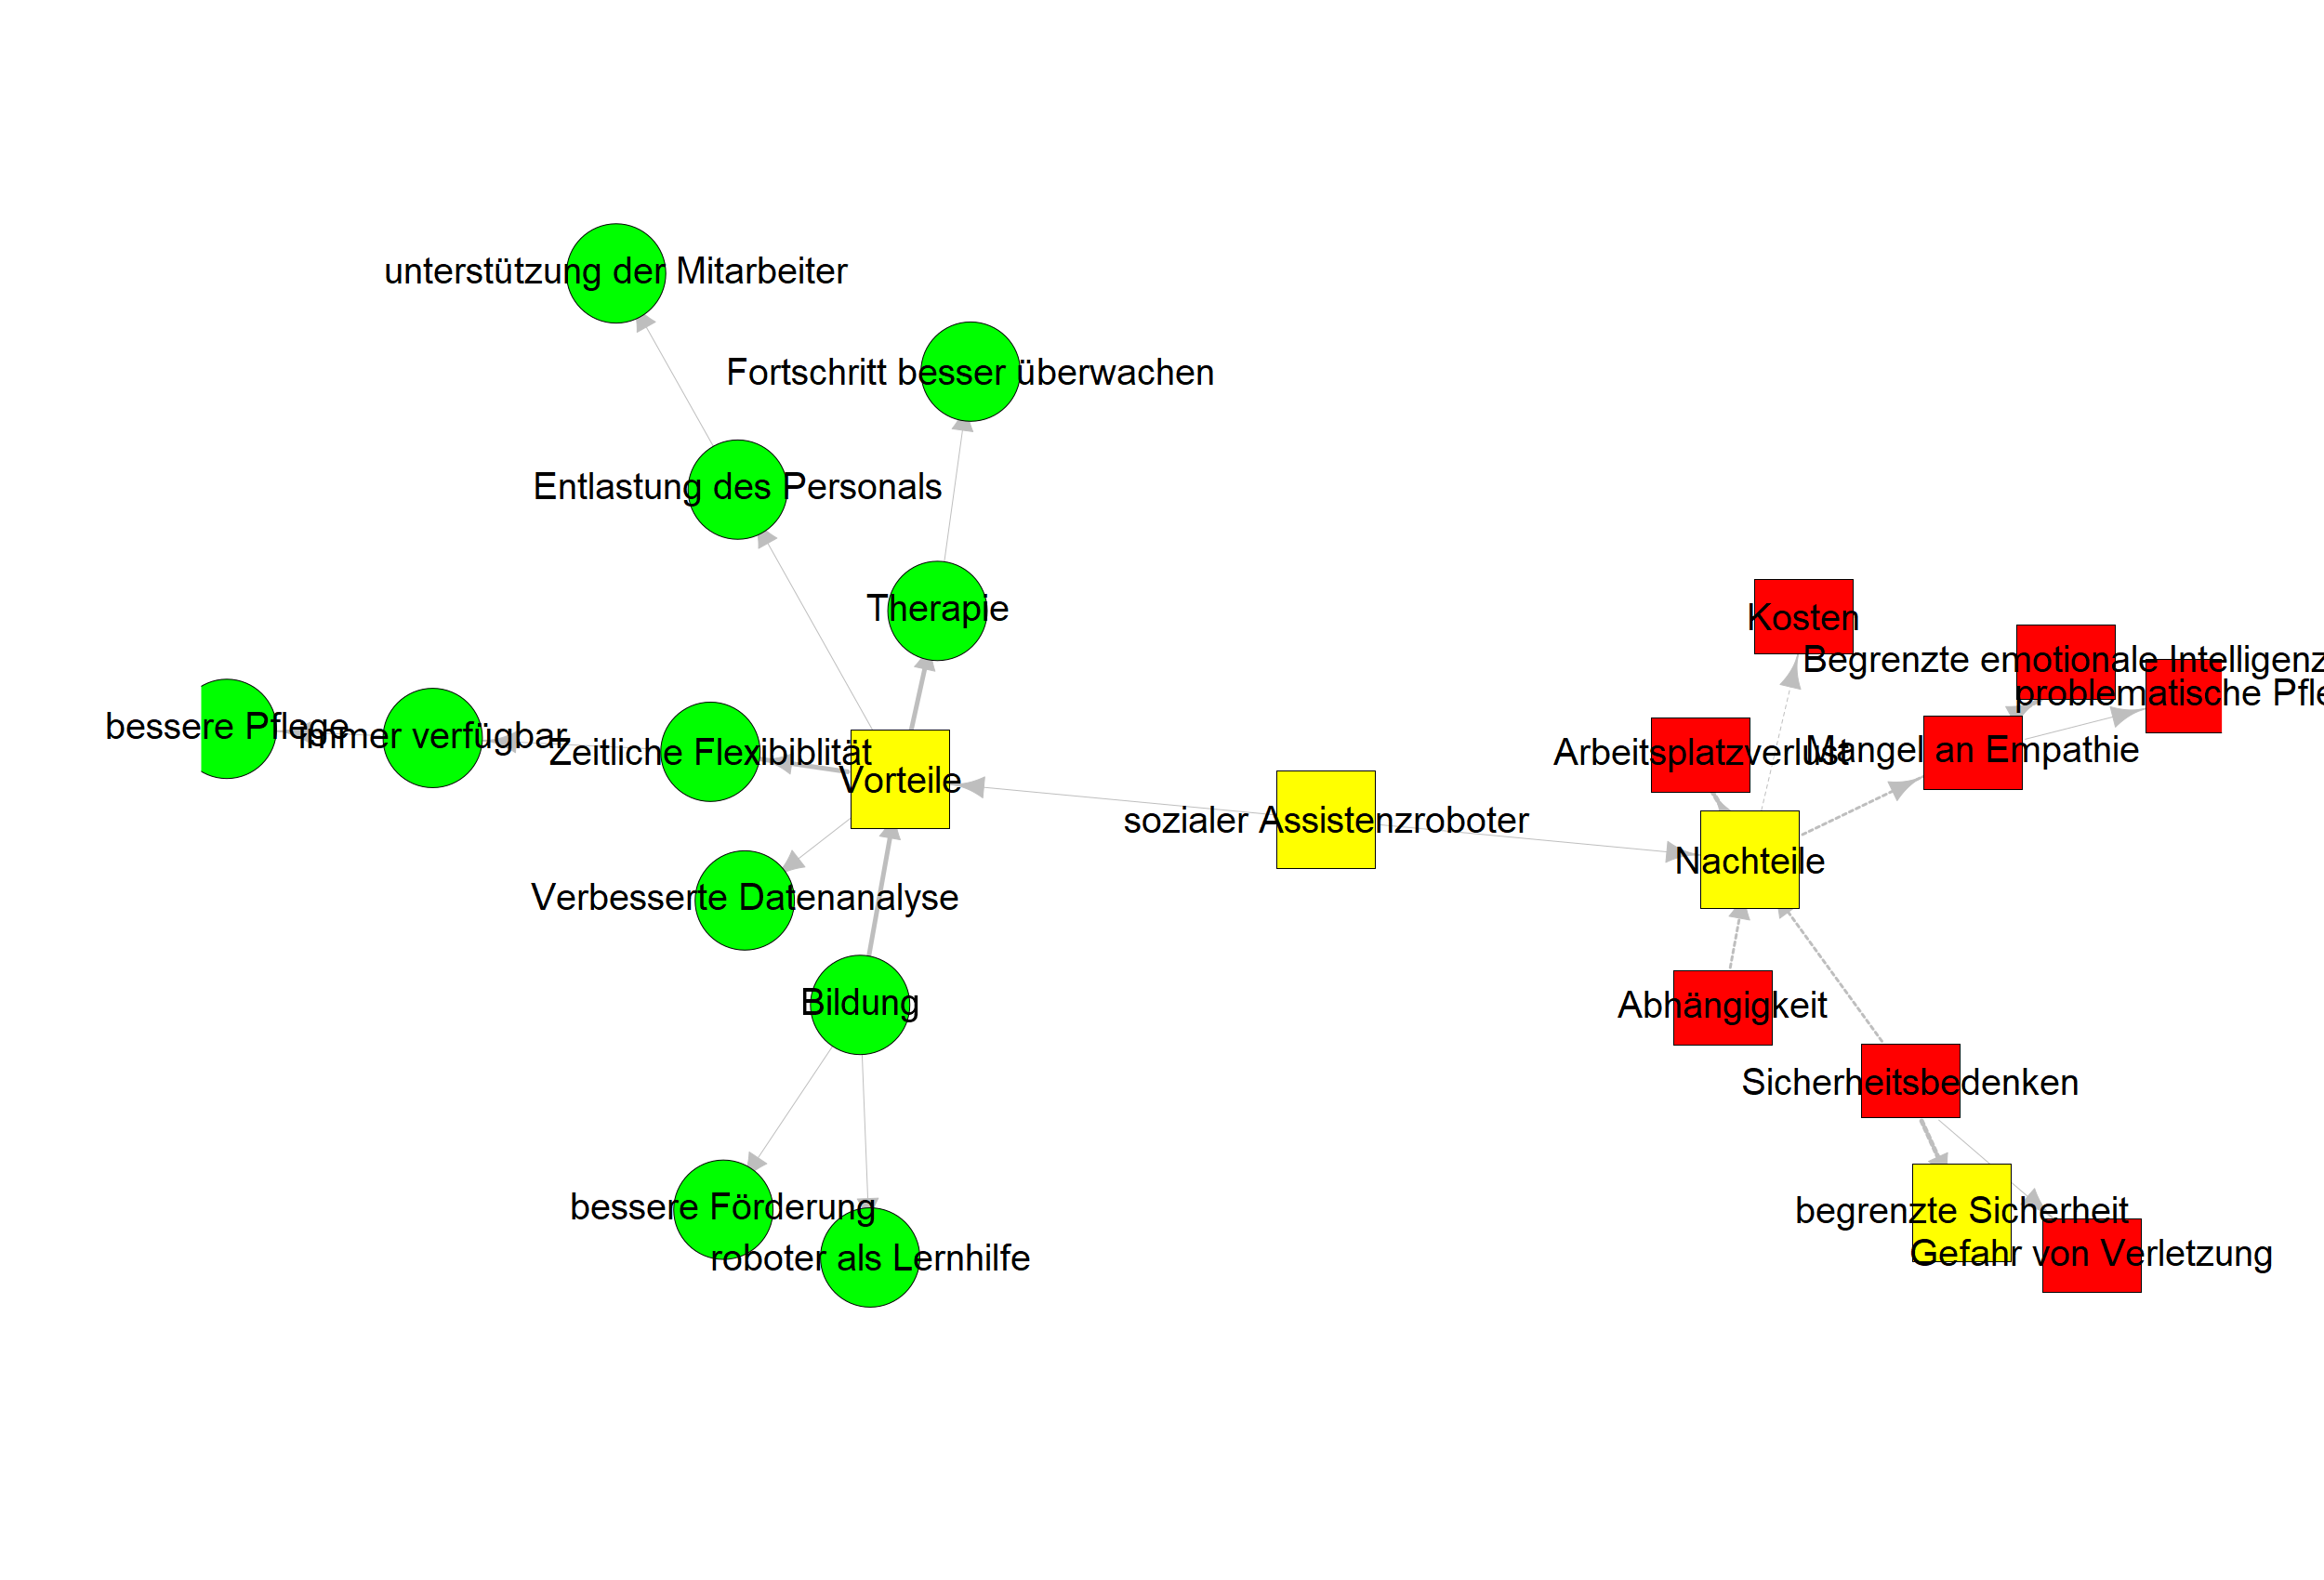 unterstützung der Mitarbeiter
Fortschritt besser überwachen
Entlastung des Personals
Therapie
Kosten
Begrenzte emotionale Intelligenz
problematische Pfle
bessere Pflege
immer verfügbar
Zeitliche Flexibiblität
Vorteile
Arbeitsplatzverlust
Mangel an Empathie
sozialer Assistenzroboter
Nachteile
Verbesserte Datenanalyse
Bildung
Abhängigkeit
Sicherheitsbedenken
bessere Förderung
roboter als Lernhilfe
begrenzte Sicherheit
Gefahr von Verletzung